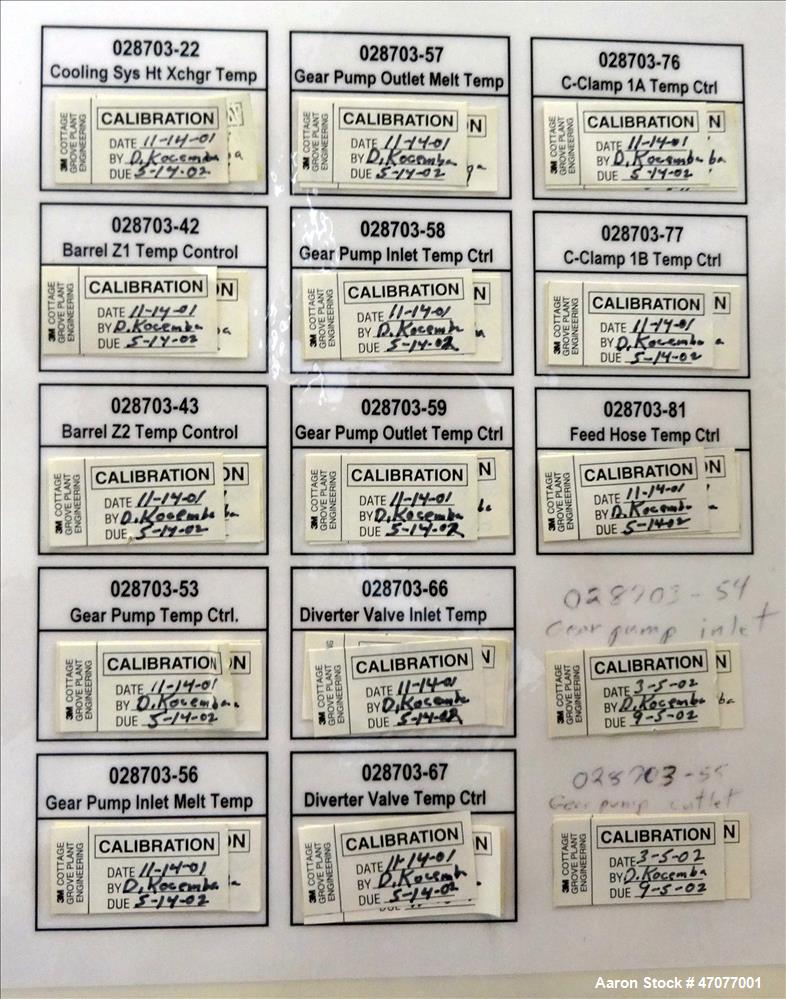 028703-22
Cooling Sys Ht Xchgr Temp
3M COTTAGE
GROVE PLANT
ENGINEERING
CALIBRATION
DATE 11-14-01
BY D. Kocemba
DUE 5-14-02
028703-42
Barrel Z1 Temp Control
3M COTTAGE
GROVE PLANT
ENGINEERING
CALIBRATION
DATE 11-14-01
BY D. Kocemba
DUE 5-14-02
028703-43
Barrel Z2 Temp Control
3M COTTAGE
GROVE PLANT
ENGINEERING
CALIBRATION
DATE 11-14-01
BY D. Kocemba
DUE 5-14-02
028703-53
Gear Pump Temp Ctrl.
3M COTTAGE
GROVE PLANT
ENGINEERING
CALIBRATION
DATE 11-14-01
BY D. Kocemba
DUE 5-14-02
028703-56
Gear Pump Inlet Melt Temp
3M COTTAGE
GROVE PLANT
ENGINEERING
CALIBRATION
DATE 11-14-01
BY D. Kocemba
DUE 5-14-02
028703-57
Gear Pump Outlet Melt Temp
3M COTTAGE
GROVE PLANT
ENGINEERING
CALIBRATION
DATE 11-14-01
BY D. Kocemba
DUE 5-14-02
028703-58
Gear Pump Inlet Temp Ctrl
3M COTTAGE
GROVE PLANT
ENGINEERING
CALIBRATION
DATE 11-14-01
BY D. Kocemba
DUE 5-14-02
028703-59
Gear Pump Outlet Temp Ctrl
3M COTTAGE
GROVE PLANT
ENGINEERING
CALIBRATION
DATE 11-14-01
BY D. Kocemba
DUE 5-14-02
028703-66
Diverter Valve Inlet Temp
3M COTTAGE
GROVE PLANT
ENGINEERING
CALIBRATION
DATE 11-14-01
BY D. Kocemba
DUE 5-14-02
028703-67
Diverter Valve Temp Ctrl
3M COTTAGE
GROVE PLANT
ENGINEERING
CALIBRATION
DATE 11-14-01
BY D. Kocemba
DUE 5-14-02
028703-76
C-Clamp 1A Temp Ctrl
3M COTTAGE
GROVE PLANT
ENGINEERING
CALIBRATION
DATE 11-14-01
BY D. Kocemba
DUE 5-14-02
028703-77
C-Clamp 1B Temp Ctrl
3M COTTAGE
GROVE PLANT
ENGINEERING
CALIBRATION
DATE 11-14-01
BY D. Kocemba
DUE 5-14-02
028703-81
Feed Hose Temp Ctrl
3M COTTAGE
GROVE PLANT
ENGINEERING
CALIBRATION
DATE 11-14-01
BY D. Kocemba
DUE 5-14-02
028703-54
Gear pump inlet
3M COTTAGE
GROVE PLANT
ENGINEERING
CALIBRATION
DATE 3-5-02
BY D. Kocemba
DUE 9-5-02
028703-55
Gear pump outlet
3M COTTAGE
GROVE PLANT
ENGINEERING
CALIBRATION
DATE 3-5-02
BY D. Kocemba
DUE 9-5-02
Aaron Stock # 47077001